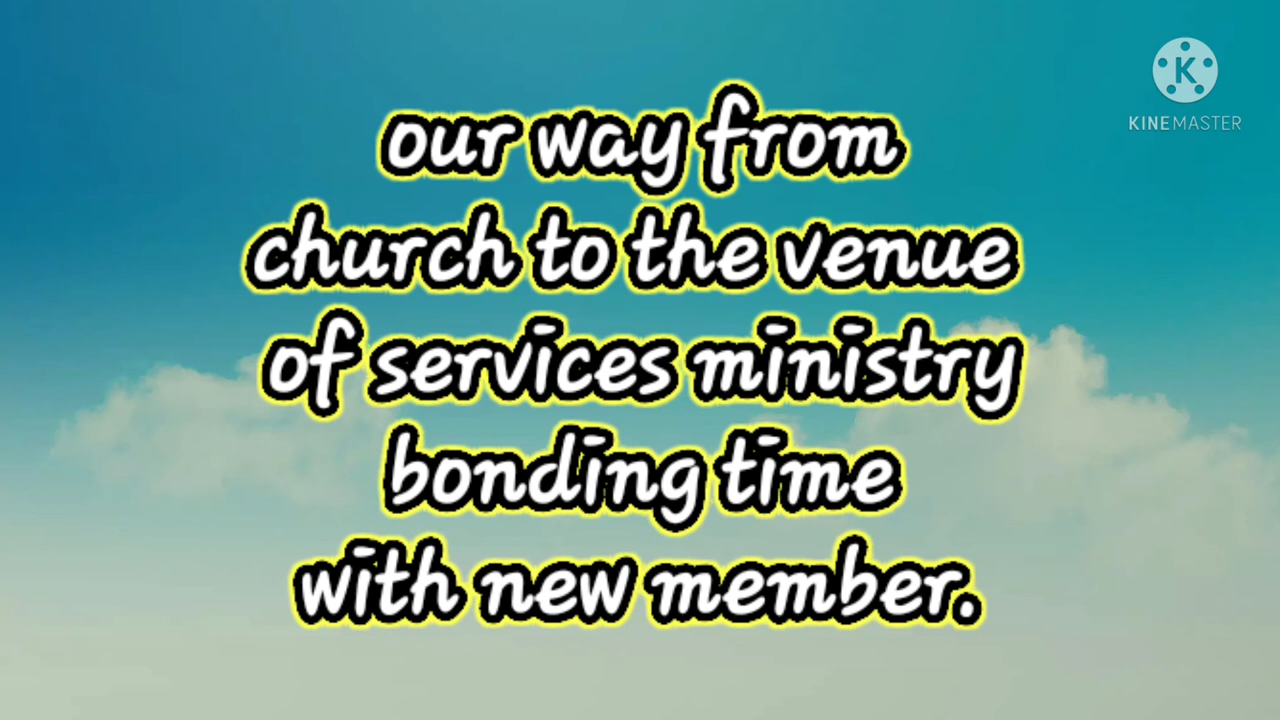 our way from
church to the venue
of services ministry
bonding time
with new member.
K
KINEMASTER